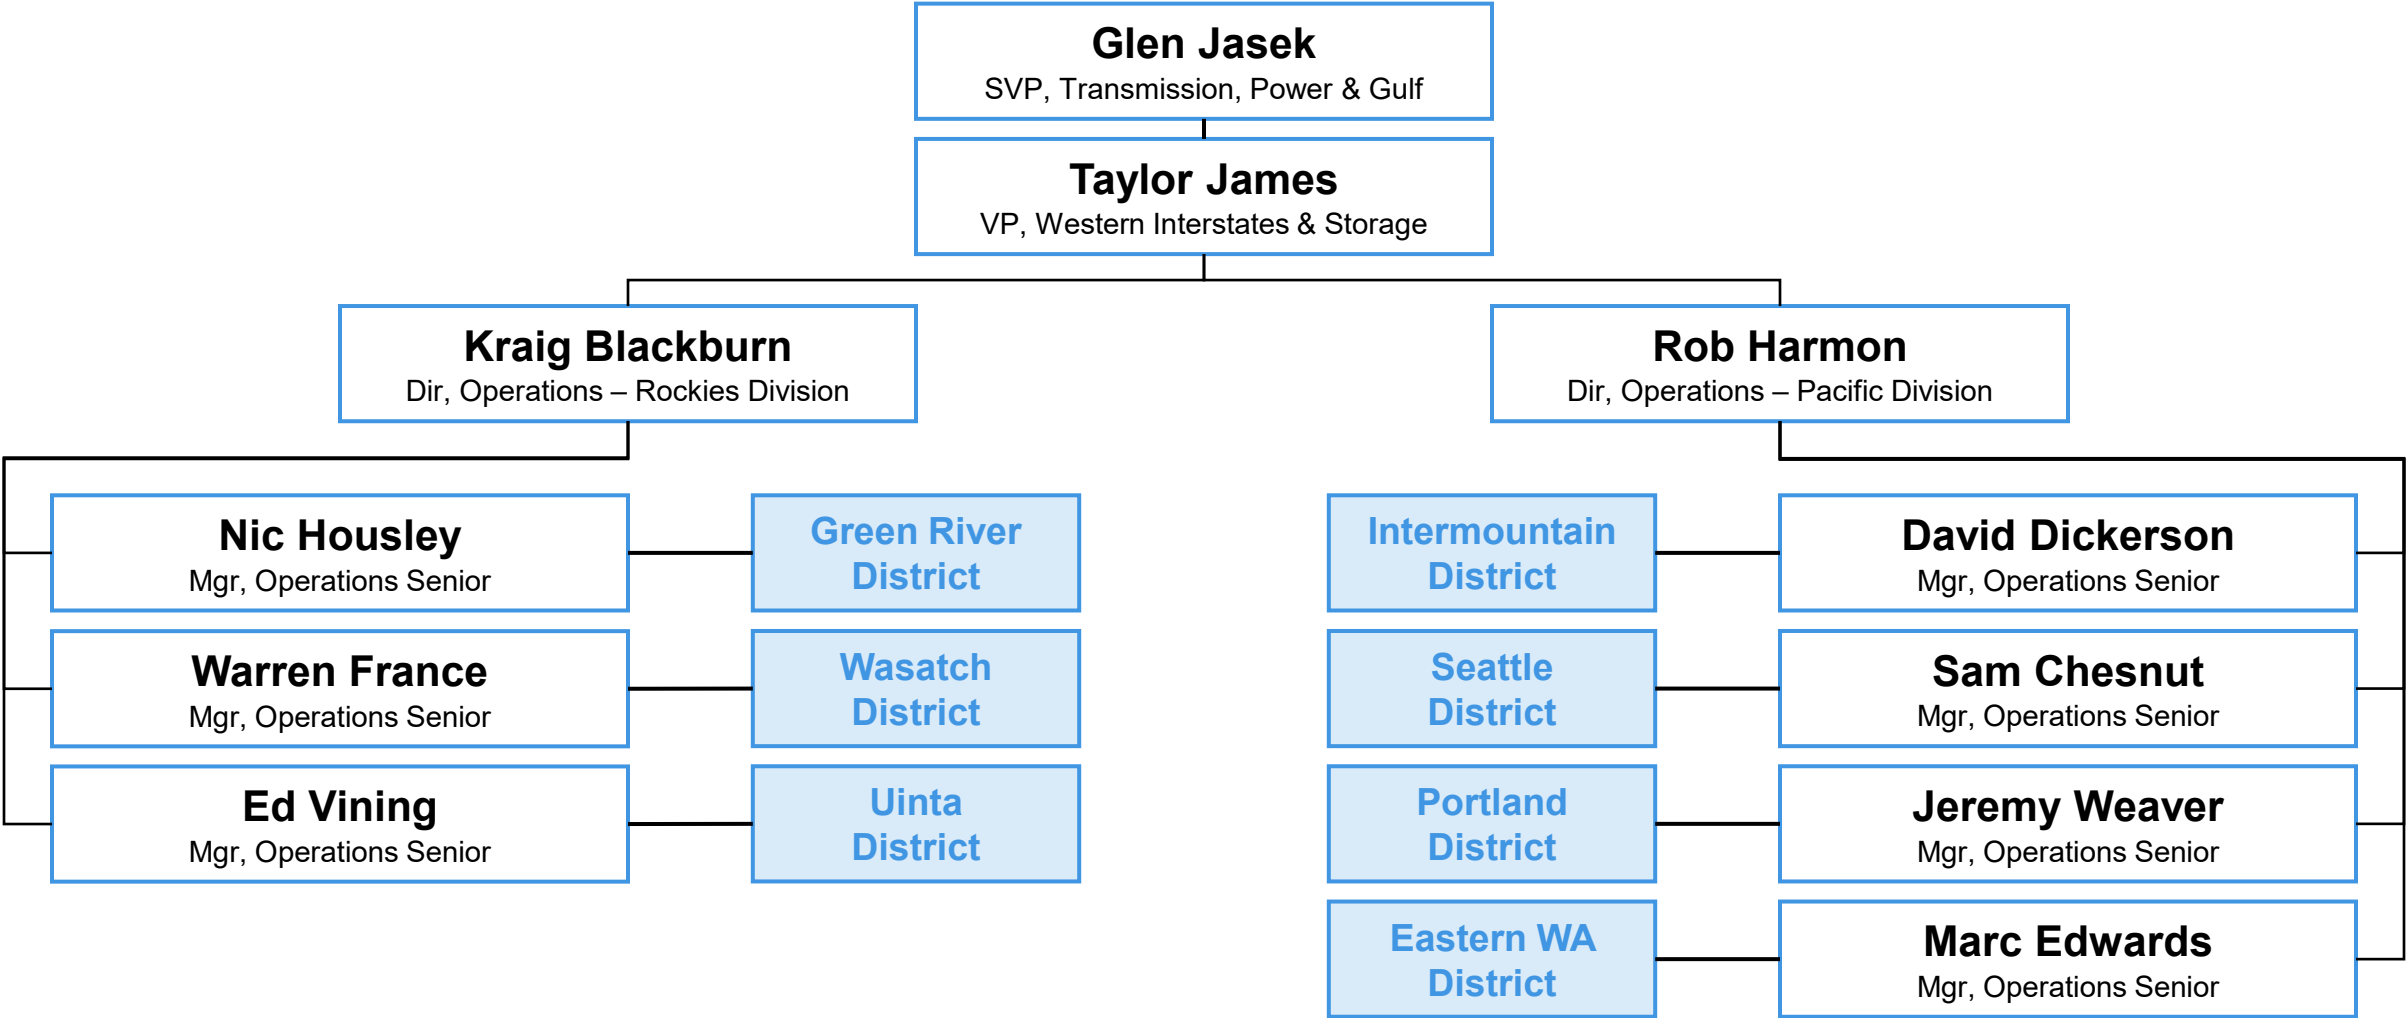 Glen Jasek
SVP, Transmission, Power & Gulf
Taylor James
VP, Western Interstates & Storage
Kraig Blackburn
Dir, Operations – Rockies Division
Rob Harmon
Dir, Operations – Pacific Division
Nic Housley
Mgr, Operations Senior
Green River
District
Intermountain
District
David Dickerson
Mgr, Operations Senior
Warren France
Mgr, Operations Senior
Wasatch
District
Seattle
District
Sam Chesnut
Mgr, Operations Senior
Ed Vining
Mgr, Operations Senior
Uinta
District
Portland
District
Jeremy Weaver
Mgr, Operations Senior
Eastern WA
District
Marc Edwards
Mgr, Operations Senior